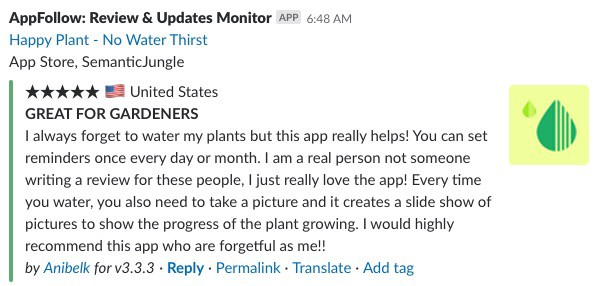 AppFollow: Review & Updates Monitor APP 6:48 AM
Happy Plant - No Water Thirst
App Store, SemanticJungle
★★★★★ 🇺🇸 United States
GREAT FOR GARDENERS
I always forget to water my plants but this app really helps! You can set
reminders once every day or month. I am a real person not someone
writing a review for these people, I just really love the app! Every time
you water, you also need to take a picture and it creates a slide show of
pictures to show the progress of the plant growing. I would highly
recommend this app who are forgetful as me!!
by Anibelk for v3.3.3 · Reply · Permalink · Translate · Add tag